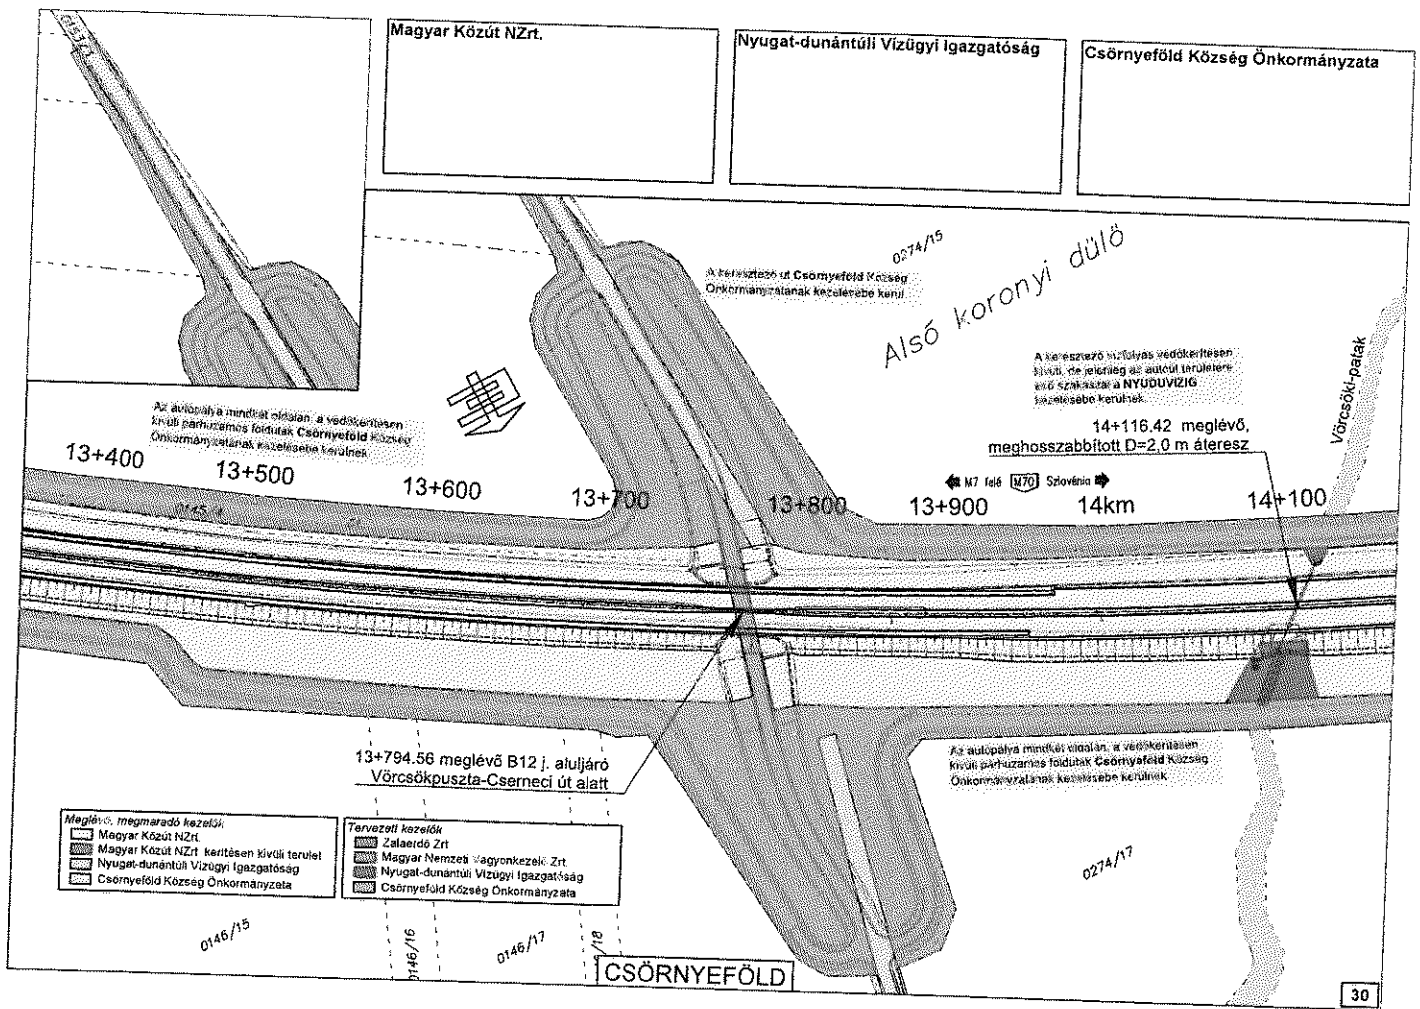 Magyar Közút NZrt.
Nyugat-dunántúli Vízügyi Igazgatóság
Csörnyeföld Község Önkormányzata
0274/15
A keresztező út Csörnyeföld Község
Önkormányzatának kezelésébe kerül
Alsó koronyi dülő
A keresztező vízfolyás védőkerítésen
kívüli, de jelenleg az autóút területére
eső szakaszai a NYUDUVIZIG
kezelésébe kerülnek
Vörcsöki-patak
Az autópálya mindkét oldalán, a védőkerítésen
kívüli párhuzamos földutak Csörnyeföld Község
Önkormányzatának kezelésébe kerülnek
14+116.42 meglévő,
meghosszabbított D=2,0 m áteresz
M7 felé M70 Szlovénia
13+400
13+500
13+600
13+700
13+800
13+900
14km
14+100
13+794.56 meglévő B12 j. aluljáró
Vörcsökpuszta-Cserneci út alatt
Az autópálya mindkét oldalán, a védőkerítésen
kívüli párhuzamos földutak Csörnyeföld Község
Önkormányzatának kezelésébe kerülnek
Meglévő, megmaradó kezelők
Magyar Közút NZrt.
Magyar Közút NZrt. kerítésen kívüli terület
Nyugat-dunántúli Vízügyi Igazgatóság
Csörnyeföld Község Önkormányzata
Tervezett kezelők
Zalaerdő Zrt
Magyar Nemzeti Vagyonkezelő Zrt.
Nyugat-dunántúli Vízügyi Igazgatóság
Csörnyeföld Község Önkormányzata
0274/17
0146/15
0146/16
0146/17
/18
CSÖRNYEFÖLD
30